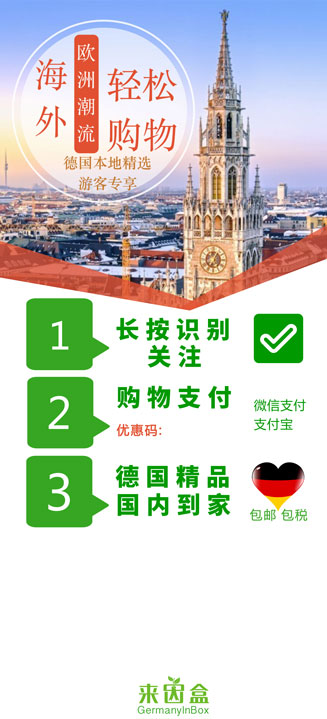 海外
欧洲潮流
轻松
购物
德国本地精选
游客专享
1
长按识别
关注
2
购物支付
优惠码:
微信支付
支付宝
3
德国精品
国内到家
包邮 包税
来因盒
GermanyInBox